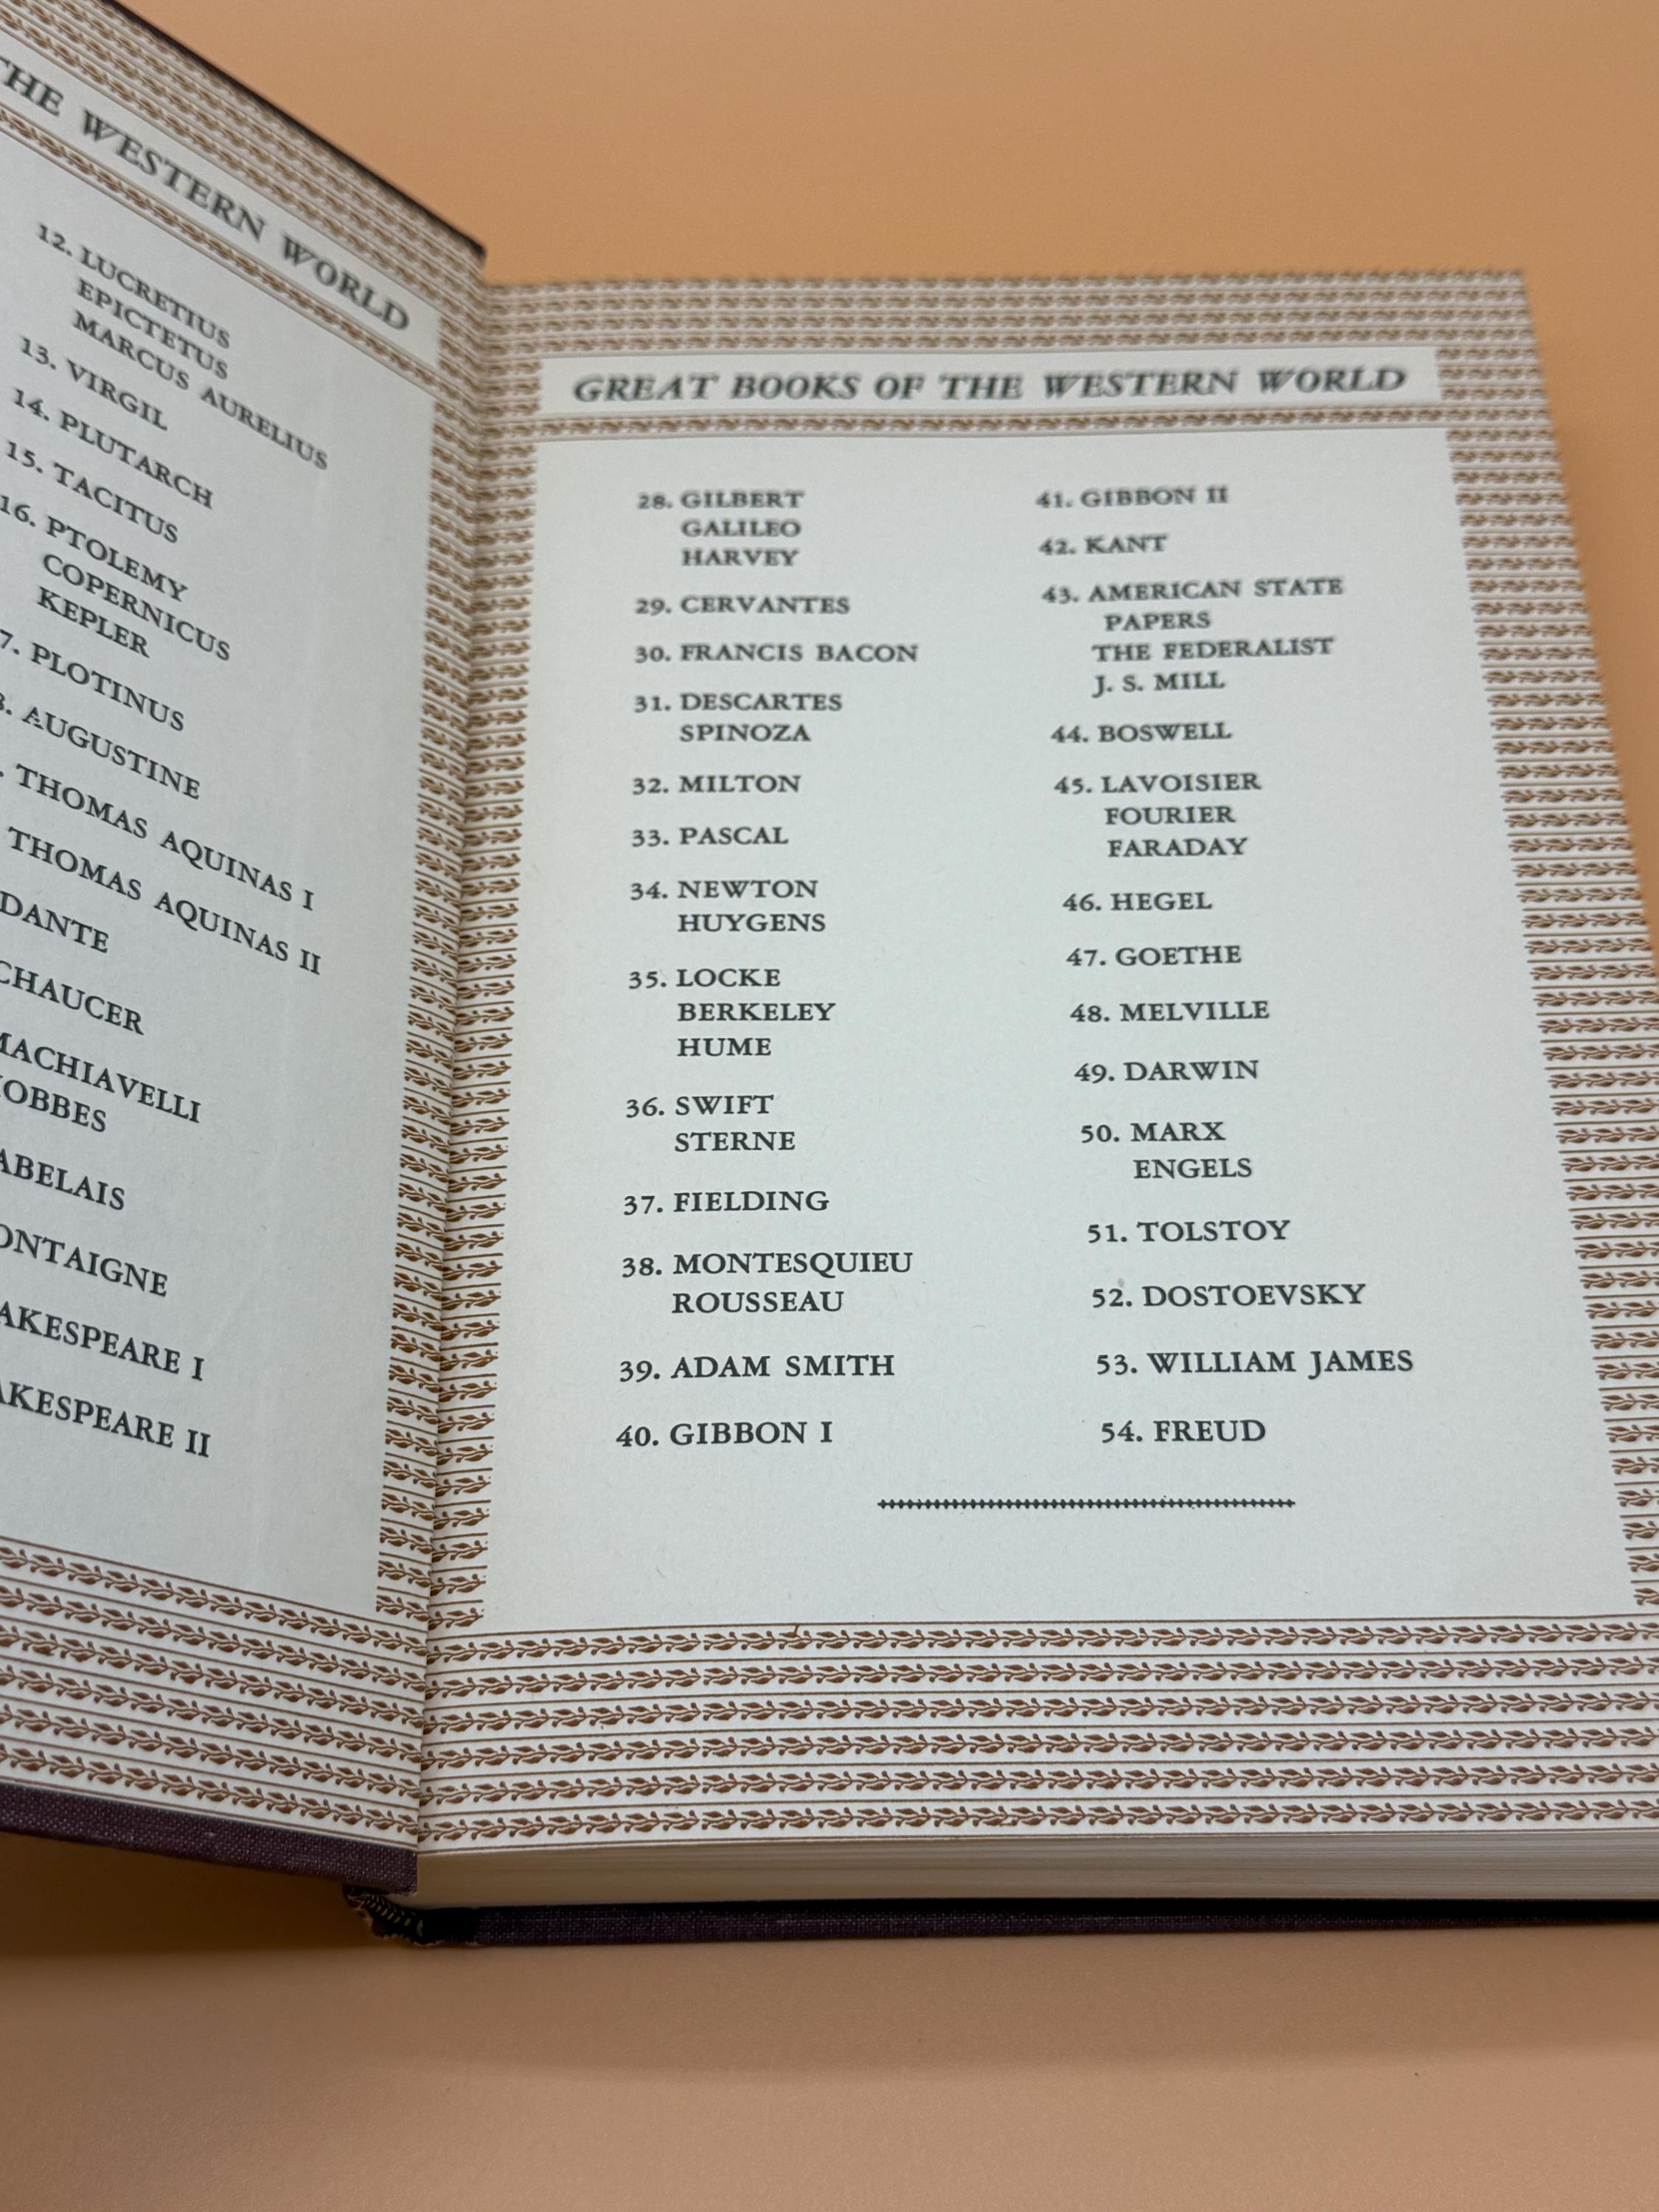 THE WESTERN WORLD
12. LUCRETIUS
EPICTETUS
MARCUS AURELIUS
13. VIRGIL
14. PLUTARCH
15. TACITUS
16. PTOLEMY
COPERNICUS
KEPLER
7. PLOTINUS
8. AUGUSTINE
. THOMAS AQUINAS I
THOMAS AQUINAS II
DANTE
CHAUCER
MACHIAVELLI
HOBBES
ABELAIS
ONTAIGNE
AKESPEARE I
AKESPEARE II
GREAT BOOKS OF THE WESTERN WORLD
28. GILBERT
GALILEO
HARVEY
29. CERVANTES
30. FRANCIS BACON
31. DESCARTES
SPINOZA
32. MILTON
33. PASCAL
34. NEWTON
HUYGENS
35. LOCKE
BERKELEY
HUME
36. SWIFT
STERNE
37. FIELDING
38. MONTESQUIEU
ROUSSEAU
39. ADAM SMITH
40. GIBBON I
41. GIBBON II
42. KANT
43. AMERICAN STATE
PAPERS
THE FEDERALIST
J. S. MILL
44. BOSWELL
45. LAVOISIER
FOURIER
FARADAY
46. HEGEL
47. GOETHE
48. MELVILLE
49. DARWIN
50. MARX
ENGELS
51. TOLSTOY
52. DOSTOEVSKY
53. WILLIAM JAMES
54. FREUD